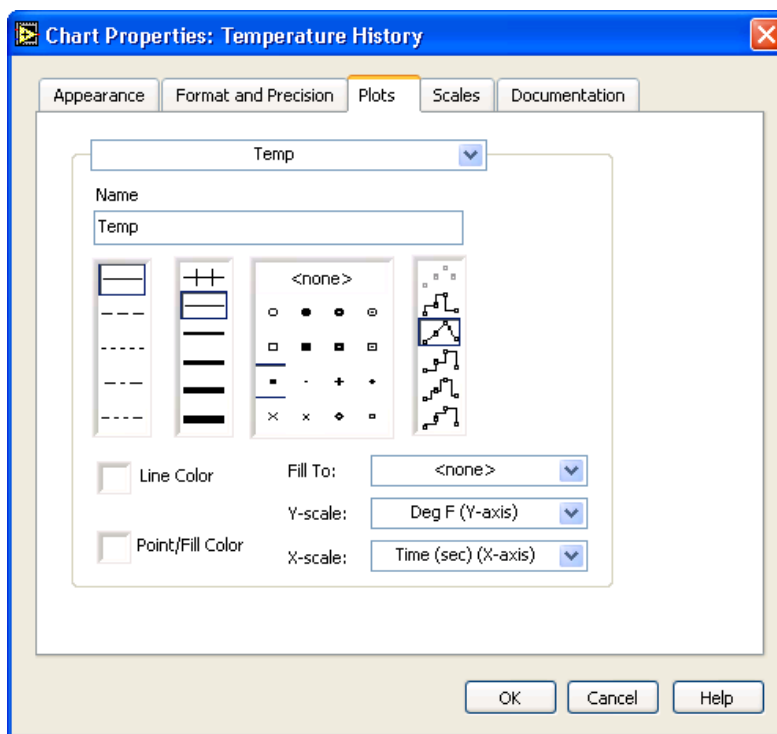 Chart Properties: Temperature History
Appearance
Format and Precision
Plots
Scales
Documentation
Temp
Name
Temp
<none>
Line Color
Fill To:
<none>
Y-scale:
Deg F (Y-axis)
Point/Fill Color
X-scale:
Time (sec) (X-axis)
OK
Cancel
Help